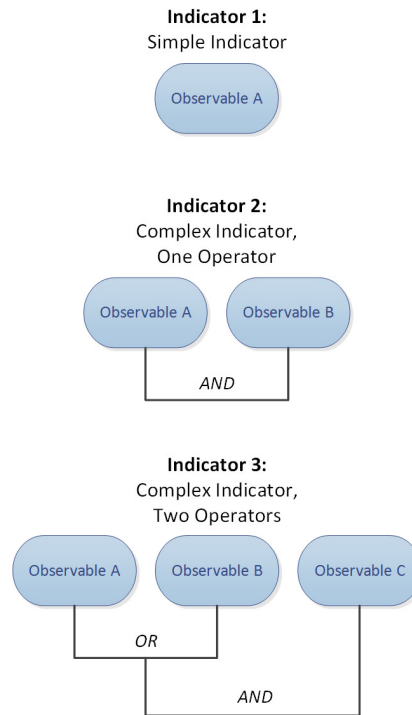 Indicator 1:
Simple Indicator
Observable A
Indicator 2:
Complex Indicator,
One Operator
Observable A
Observable B
AND
Indicator 3:
Complex Indicator,
Two Operators
Observable A
Observable B
Observable C
OR
AND